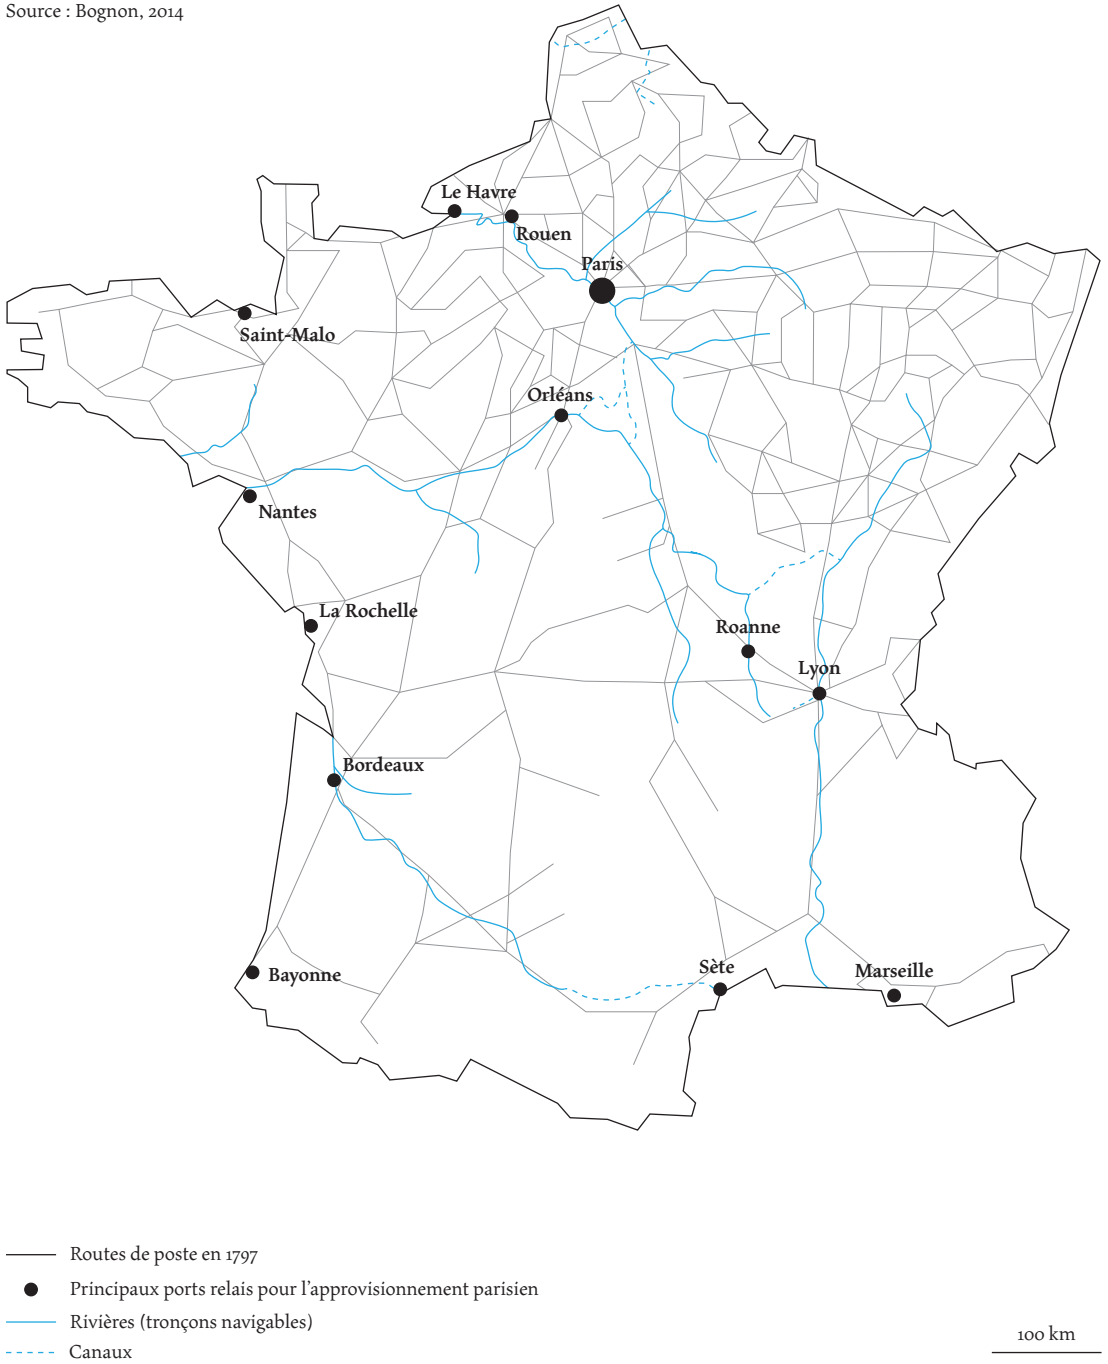 Source : Bognon, 2014
Le Havre
Rouen
Paris
Saint-Malo
Orléans
Nantes
La Rochelle
Roanne
Lyon
Bordeaux
Bayonne
Sète
Marseille
Routes de poste en 1797
Principaux ports relais pour l'approvisionnement parisien
Rivières (tronçons navigables)
Canaux
100 km